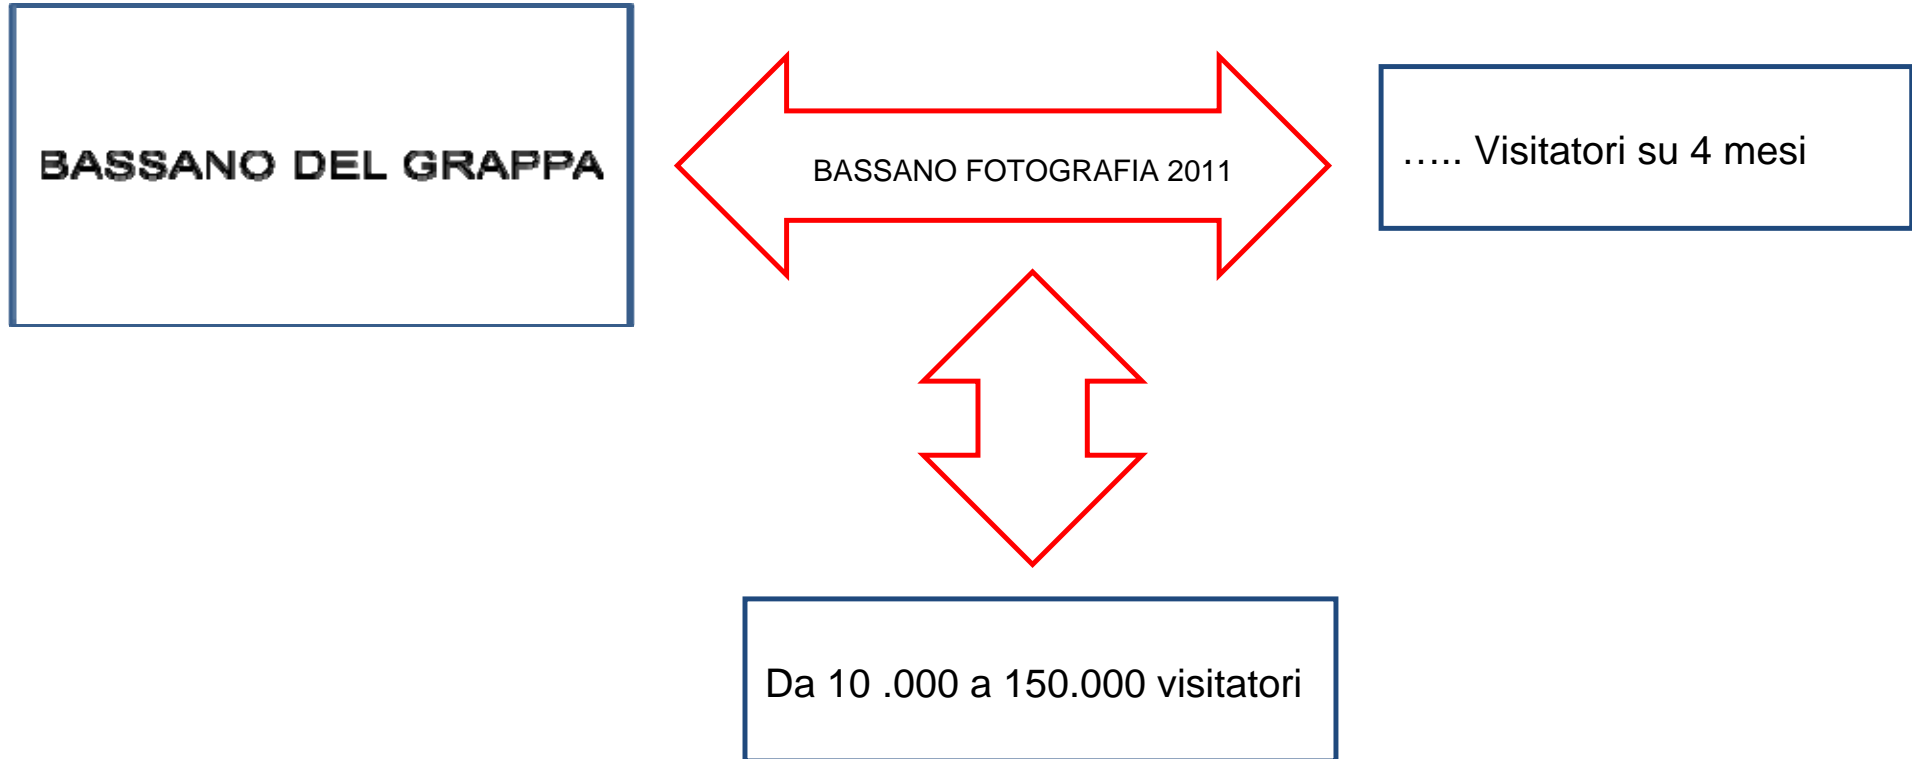 BASSANO DEL GRAPPA
BASSANO FOTOGRAFIA 2011
….. Visitatori su 4 mesi
Da 10 .000 a 150.000 visitatori